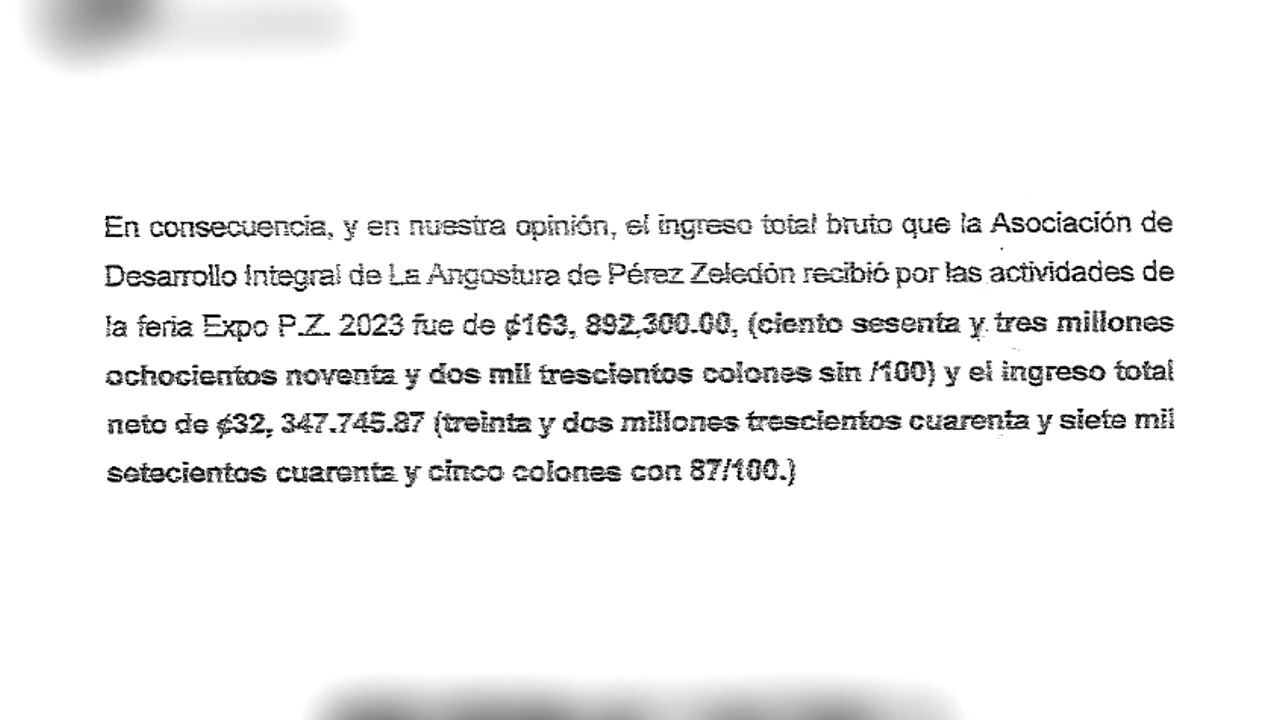 En consecuencia, y en nuestra opinión, el ingreso total bruto que la Asociación de
Desarrollo Integral de La Angostura de Pérez Zeledón recibió por las actividades de
la feria Expo P.Z. 2023 fue de ¢163, 892,300.00, (ciento sesenta y tres millones
ochocientos noventa y dos mil trescientos colones sin /100) y el ingreso total
neto de ¢32, 347.745.87 (treinta y dos millones trescientos cuarenta y siete mil
setecientos cuarenta y cinco colones con 87/100.)